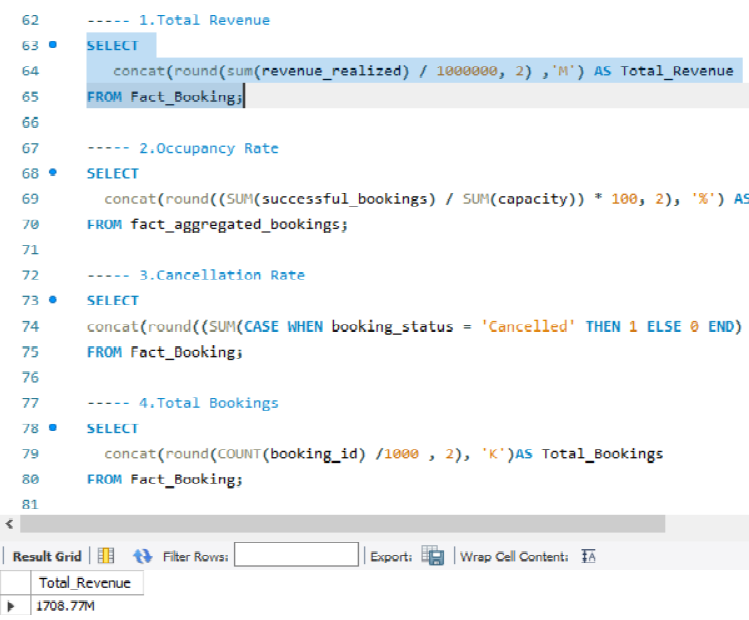 62 ----- 1.Total Revenue
63 SELECT
64 concat(round(sum(revenue_realized) / 1000000, 2) ,'M') AS Total_Revenue
65 FROM Fact_Booking;
66
67 ----- 2.Occupancy Rate
68 SELECT
69 concat(round((SUM(successful_bookings) / SUM(capacity)) * 100, 2), '%') AS
70 FROM fact_aggregated_bookings;
71
72 ----- 3.Cancellation Rate
73 SELECT
74 concat(round((SUM(CASE WHEN booking_status = 'Cancelled' THEN 1 ELSE 0 END)
75 FROM Fact_Booking;
76
77 ----- 4.Total Bookings
78 SELECT
79 concat(round(COUNT(booking_id) /1000 , 2), 'K')AS Total_Bookings
80 FROM Fact_Booking;
81
Result Grid Filter Rows: Export: Wrap Cell Content: IA
Total_Revenue
1708.77M